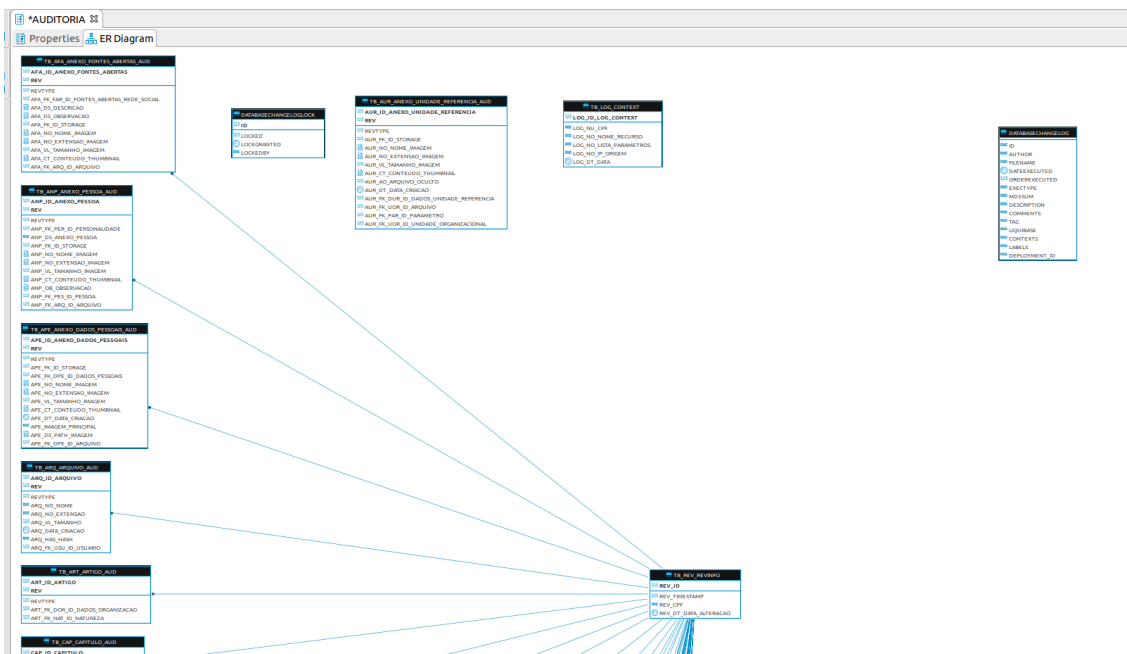 *AUDITORIA
Properties
ER Diagram
TB_AFA_ANEXO_FONTES_ABERTAS_AUD
AFA_ID_ANEXO_FONTES_ABERTAS
REV
REVTYPE
AFA_FK_FAR_ID_FONTES_ABERTAS_REDE_SOCIAL
AFA_DS_DESCRICAO
AFA_DS_OBSERVACAO
AFA_FK_ID_STORAGE
AFA_NO_NOME_IMAGEM
AFA_NO_EXTENSAO_IMAGEM
AFA_VL_TAMANHO_IMAGEM
AFA_CT_CONTEUDO_THUMBNAIL
AFA_FK_ARQ_ID_ARQUIVO
DATABASECHANGELOGLOCK
ID
LOCKED
LOCKGRANTED
LOCKEDBY
TB_AUR_ANEXO_UNIDADE_REFERENCIA_AUD
AUR_ID_ANEXO_UNIDADE_REFERENCIA
REV
REVTYPE
AUR_FK_ID_STORAGE
AUR_NO_NOME_IMAGEM
AUR_NO_EXTENSAO_IMAGEM
AUR_VL_TAMANHO_IMAGEM
AUR_CT_CONTEUDO_THUMBNAIL
AUR_AO_ARQUIVO_OCULTO
AUR_DT_DATA_CRIACAO
AUR_FK_DUR_ID_DADOS_UNIDADE_REFERENCIA
AUR_FK_UOR_ID_ARQUIVO
AUR_FK_PAR_ID_PARAMETRO
AUR_FK_UOR_ID_UNIDADE_ORGANIZACIONAL
TB_LOG_CONTEXT
LOG_ID_LOG_CONTEXT
LOG_NU_CPF
LOG_NO_NOME_RECURSO
LOG_NO_LISTA_PARAMETROS
LOG_NO_IP_ORIGEM
LOG_DT_DATA
DATABASECHANGELOG
ID
AUTHOR
FILENAME
DATEEXECUTED
ORDEREXECUTED
EXECTYPE
MD5SUM
DESCRIPTION
COMMENTS
TAG
LIQUIBASE
CONTEXTS
LABELS
DEPLOYMENT_ID
TB_ANP_ANEXO_PESSOA_AUD
ANP_ID_ANEXO_PESSOA
REV
REVTYPE
ANP_FK_PER_ID_PERSONALIDADE
ANP_DS_ANEXO_PESSOA
ANP_FK_ID_STORAGE
ANP_NO_NOME_IMAGEM
ANP_NO_EXTENSAO_IMAGEM
ANP_VL_TAMANHO_IMAGEM
ANP_CT_CONTEUDO_THUMBNAIL
ANP_OB_OBSERVACAO
ANP_FK_PES_ID_PESSOA
ANP_FK_ARQ_ID_ARQUIVO
TB_APE_ANEXO_DADOS_PESSOAIS_AUD
APE_ID_ANEXO_DADOS_PESSOAIS
REV
REVTYPE
APE_FK_ID_STORAGE
APE_FK_DPE_ID_DADOS_PESSOAIS
APE_NO_NOME_IMAGEM
APE_NO_EXTENSAO_IMAGEM
APE_VL_TAMANHO_IMAGEM
APE_CT_CONTEUDO_THUMBNAIL
APE_DT_DATA_CRIACAO
APE_IMAGEM_PRINCIPAL
APE_DS_PATH_IMAGEM
APE_FK_DPE_ID_ARQUIVO
TB_ARQ_ARQUIVO_AUD
ARQ_ID_ARQUIVO
REV
REVTYPE
ARQ_NO_NOME
ARQ_NO_EXTENSAO
ARQ_VL_TAMANHO
ARQ_DATA_CRIACAO
ARQ_HAS_HASH
ARQ_FK_USU_ID_USUARIO
TB_ART_ARTIGO_AUD
ART_ID_ARTIGO
REV
REVTYPE
ART_FK_DOR_ID_DADOS_ORGANIZACAO
ART_FK_NAT_ID_NATUREZA
TB_REV_REVINFO
REV_ID
REV_TIMESTAMP
REV_CPF
REV_DT_DATA_ALTERACAO
TB_CAP_CAPITULO_AUD
CAP_ID_CAPITULO